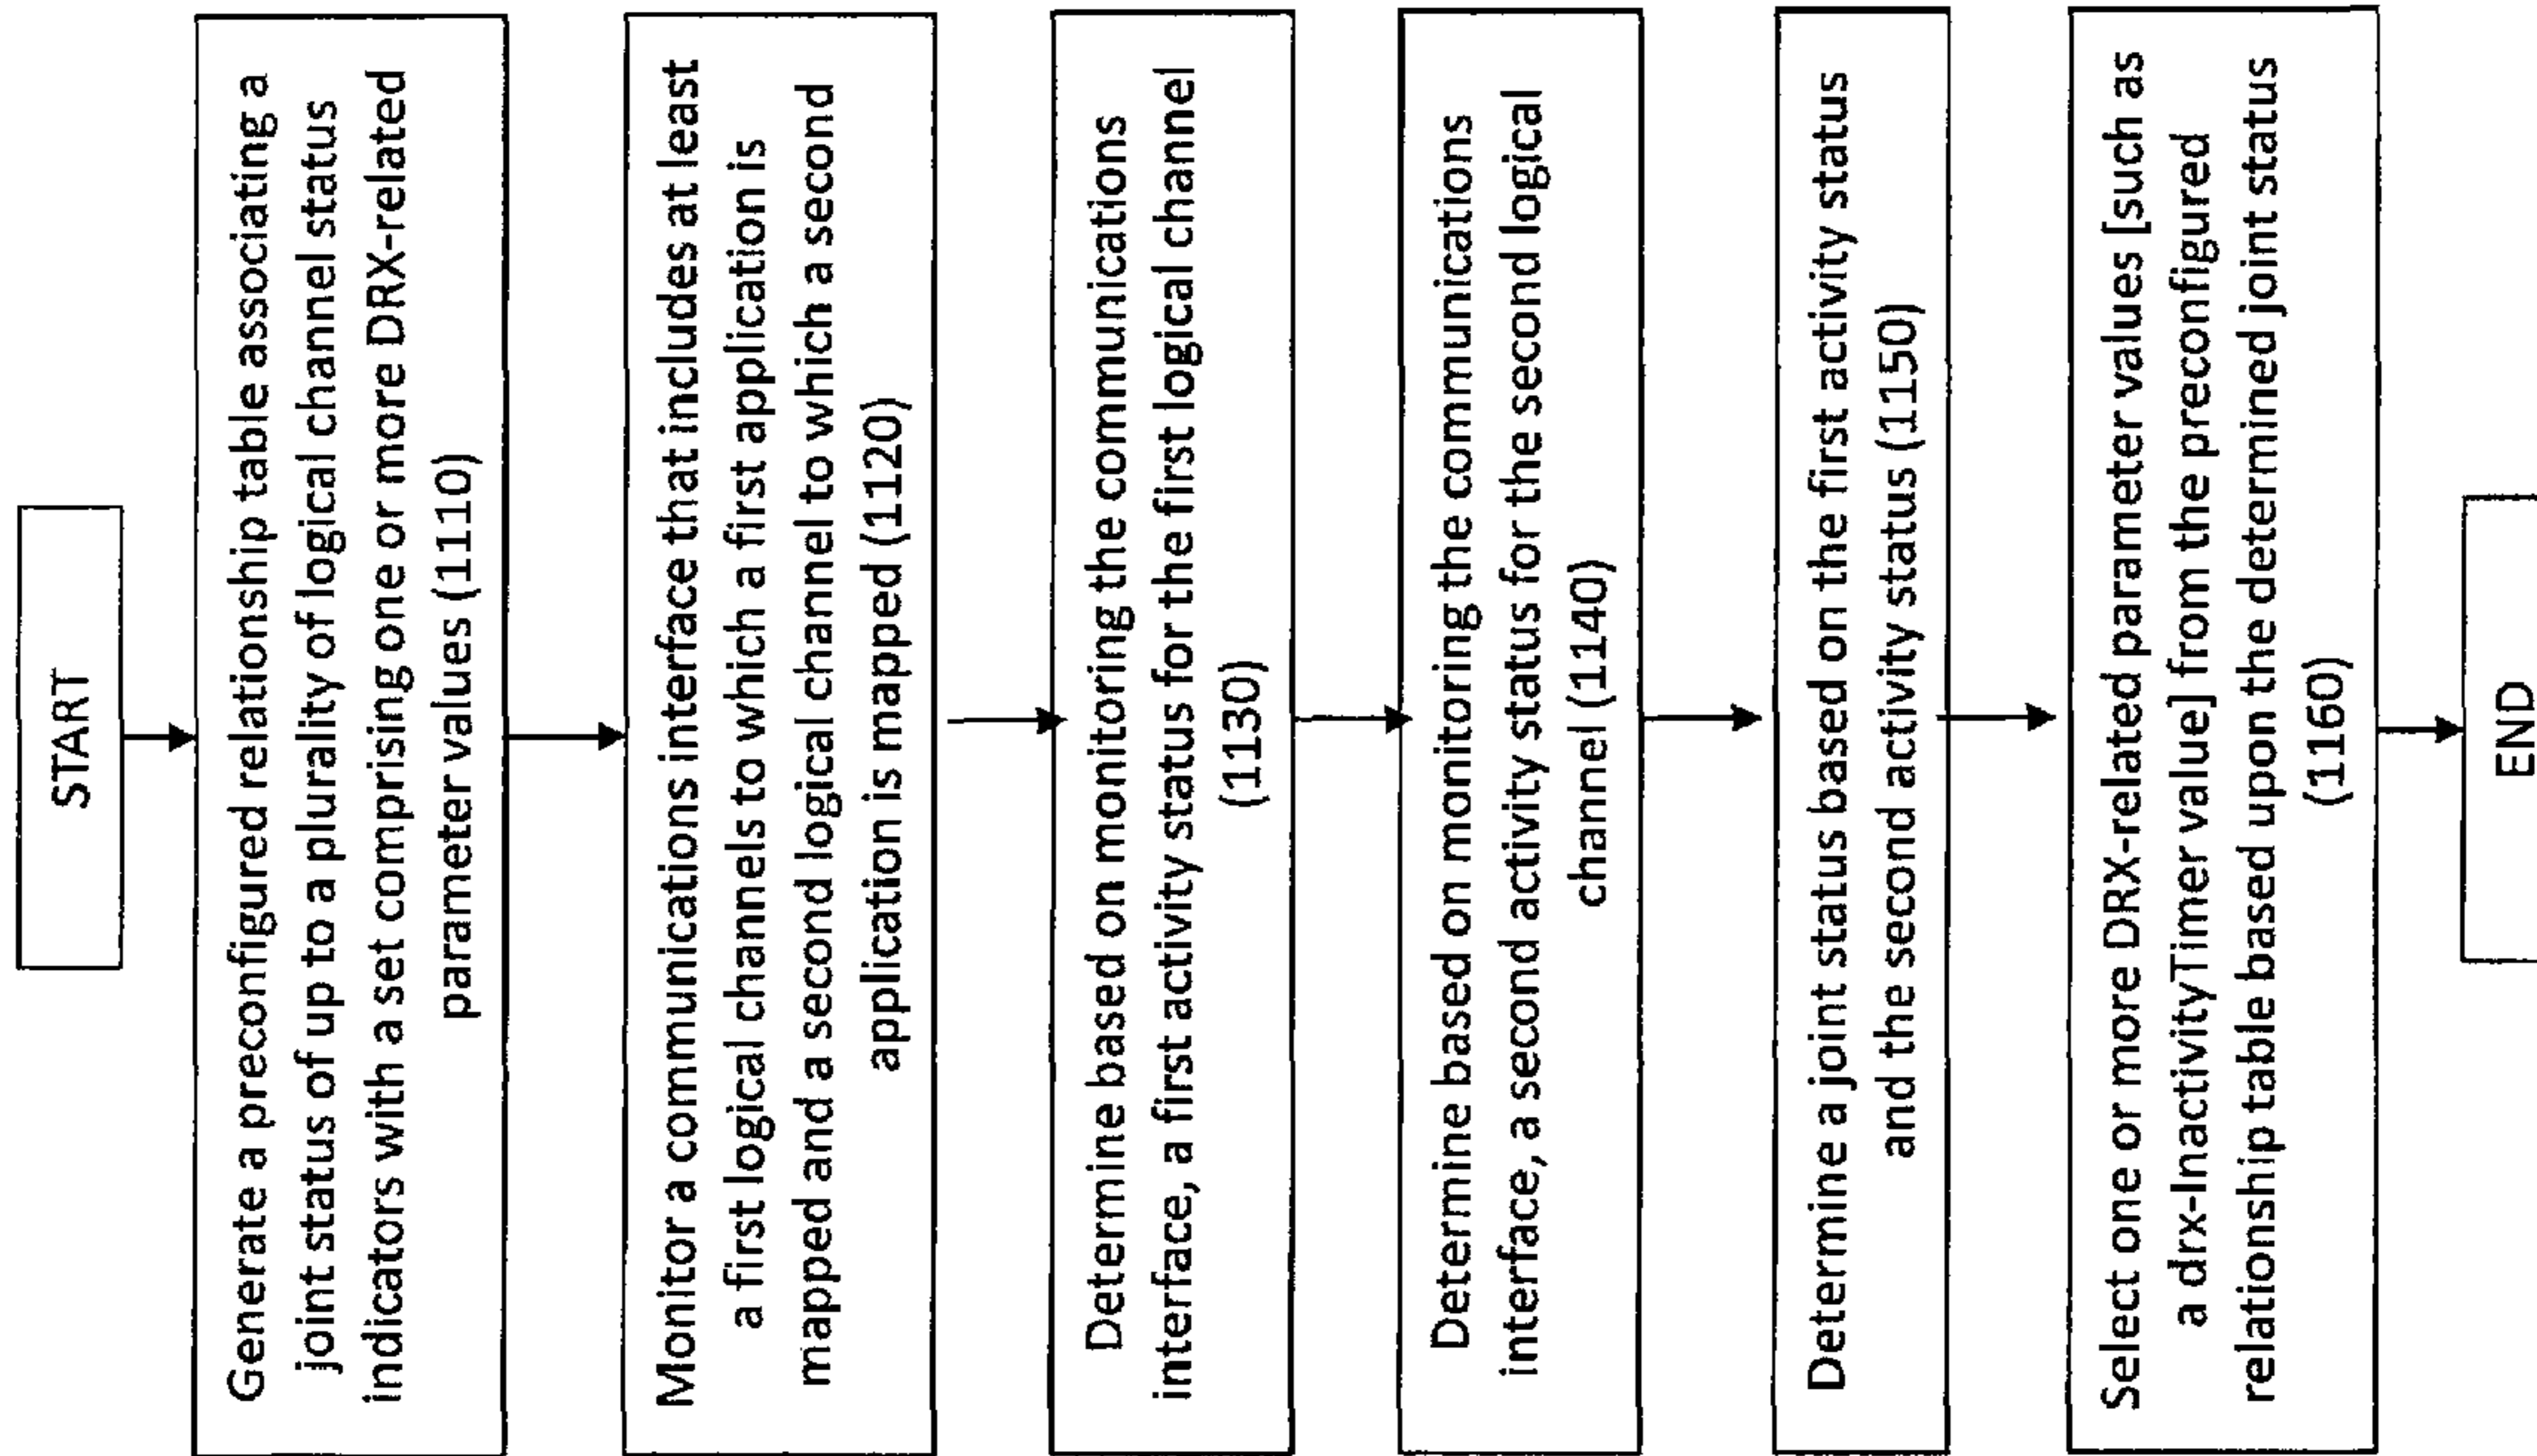 START
Generate a preconfigured relationship table associating a
joint status of up to a plurality of logical channel status
indicators with a set comprising one or more DRX-related
parameter values (1110)
Monitor a communications interface that includes at least
a first logical channels to which a first application is
mapped and a second logical channel to which a second
application is mapped (1120)
Determine based on monitoring the communications
interface, a first activity status for the first logical channel
(1130)
Determine based on monitoring the communications
interface, a second activity status for the second logical
channel (1140)
Determine a joint status based on the first activity status
and the second activity status (1150)
Select one or more DRX-related parameter values [such as
a drx-InactivityTimer value] from the preconfigured
relationship table based upon the determined joint status
(1160)
END